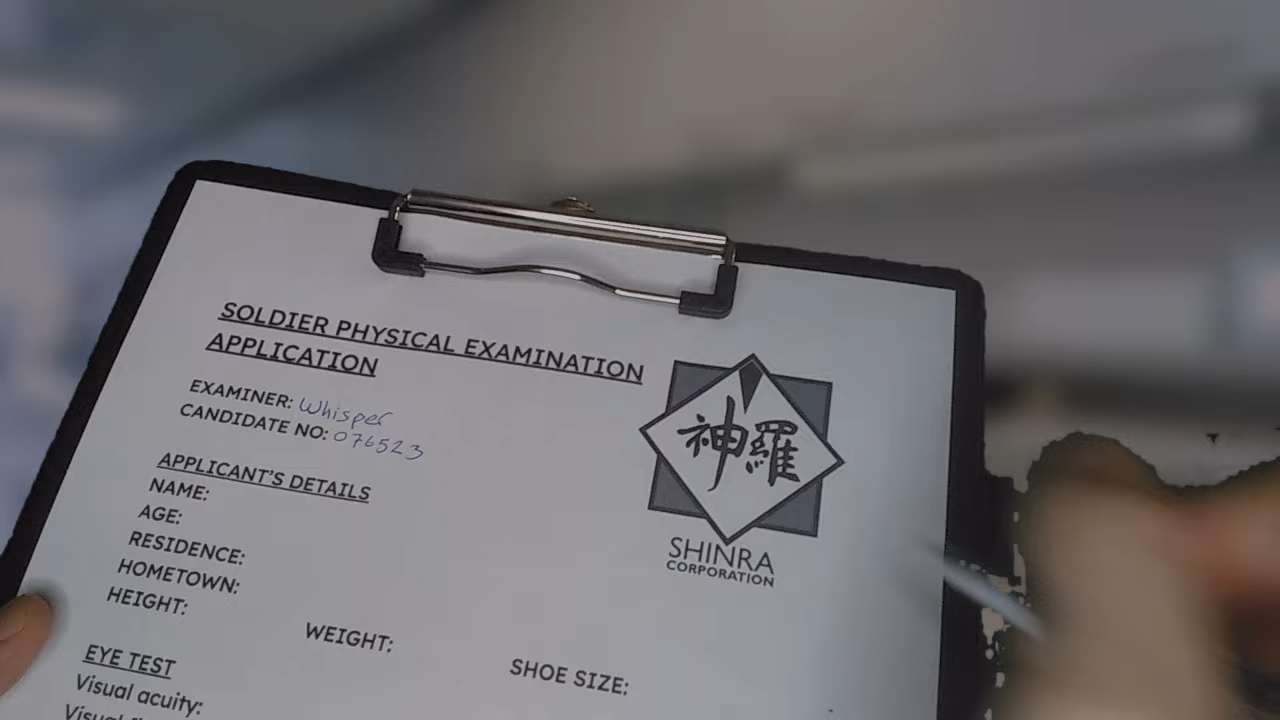 SOLDIER PHYSICAL EXAMINATION
APPLICATION
EXAMINER: Whisper
CANDIDATE NO: 076523
APPLICANT'S DETAILS
NAME:
AGE:
RESIDENCE:
HOMETOWN:
HEIGHT:
WEIGHT:
SHOE SIZE:
EYE TEST
Visual acuity:
Visual
神羅
SHINRA
CORPORATION